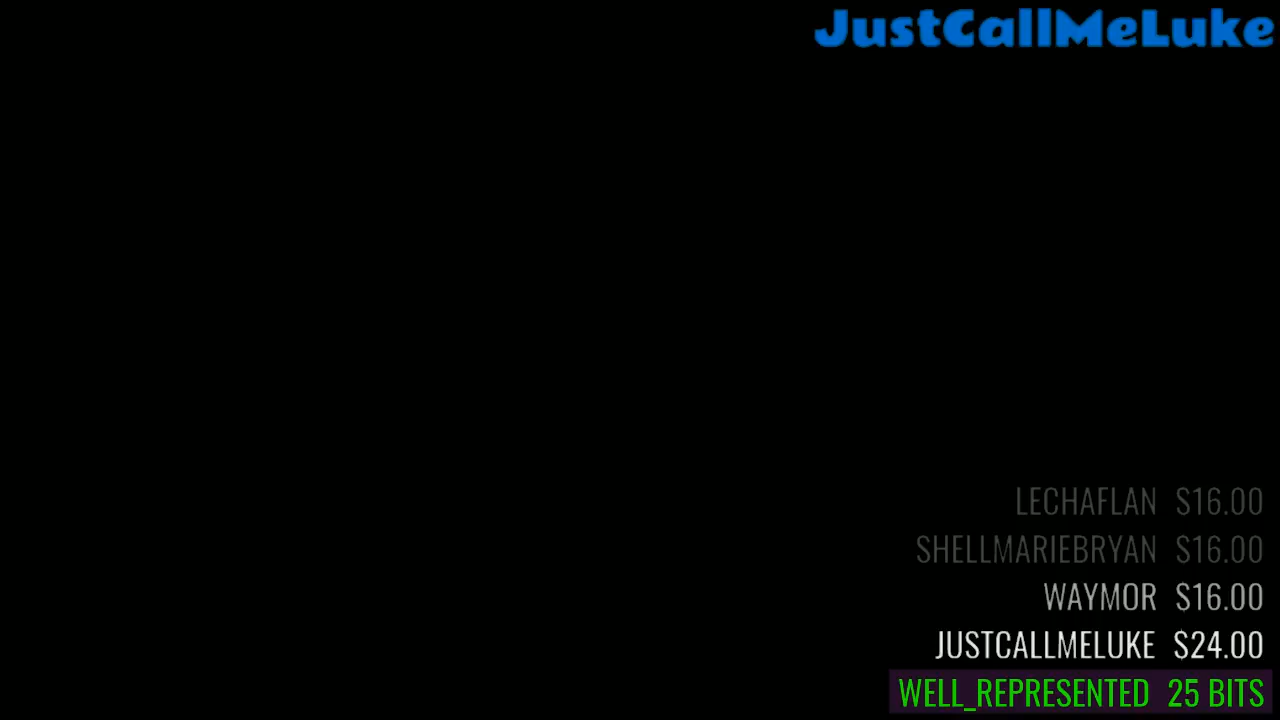 JustCallMeLuke
LECHAFLAN $16.00
SHELLMARIEBRYAN $16.00
WAYMOR $16.00
JUSTCALLMELUKE $24.00
WELL_REPRESENTED 25 BITS